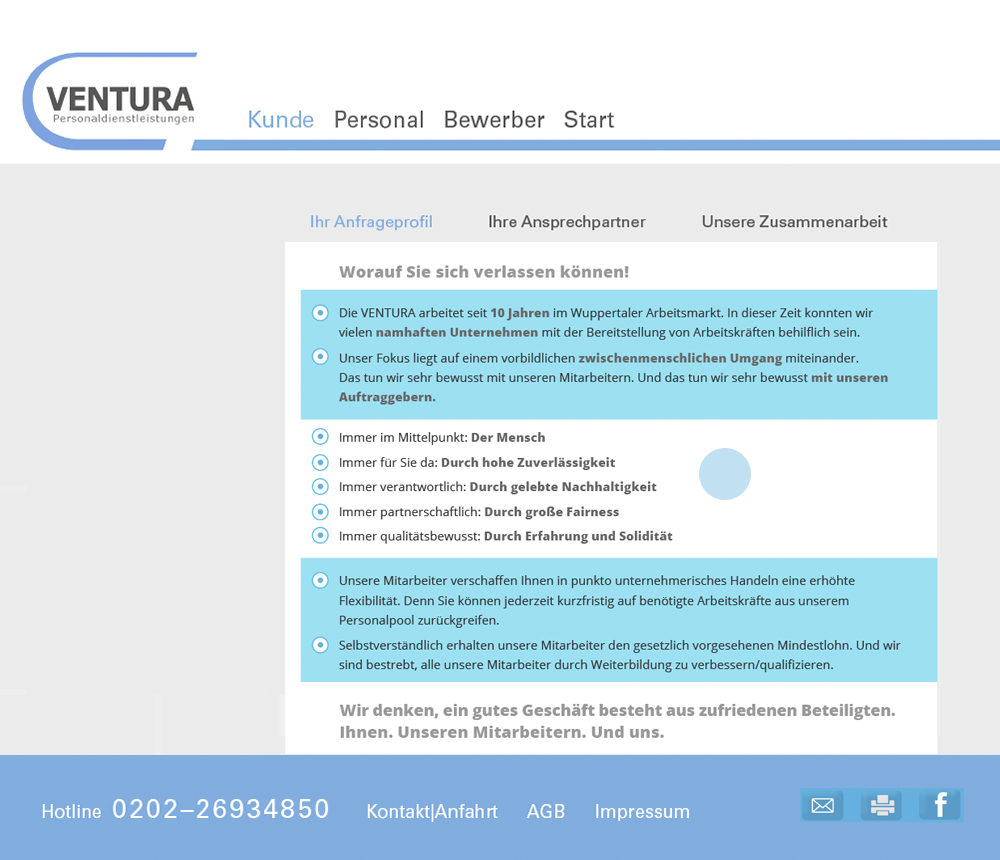 VENTURA
Personaldienstleistungen
Kunde Personal Bewerber Start
Ihr Anfrageprofil Ihre Ansprechpartner Unsere Zusammenarbeit
Worauf Sie sich verlassen können!
Die VENTURA arbeitet seit 10 Jahren im Wuppertaler Arbeitsmarkt. In dieser Zeit konnten wir
vielen namhaften Unternehmen mit der Bereitstellung von Arbeitskräften behilflich sein.
Unser Fokus liegt auf einem vorbildlichen zwischenmenschlichen Umgang miteinander.
Das tun wir sehr bewusst mit unseren Mitarbeitern. Und das tun wir sehr bewusst mit unseren
Auftraggebern.
Immer im Mittelpunkt: Der Mensch
Immer für Sie da: Durch hohe Zuverlässigkeit
Immer verantwortlich: Durch gelebte Nachhaltigkeit
Immer partnerschaftlich: Durch große Fairness
Immer qualitätsbewusst: Durch Erfahrung und Solidität
Unsere Mitarbeiter verschaffen Ihnen in punkto unternehmerisches Handeln eine erhöhte
Flexibilität. Denn Sie können jederzeit kurzfristig auf benötigte Arbeitskräfte aus unserem
Personalpool zurückgreifen.
Selbstverständlich erhalten unsere Mitarbeiter den gesetzlich vorgesehenen Mindestlohn. Und wir
sind bestrebt, alle unsere Mitarbeiter durch Weiterbildung zu verbessern/qualifizieren.
Wir denken, ein gutes Geschäft besteht aus zufriedenen Beteiligten.
Ihnen. Unseren Mitarbeitern. Und uns.
Hotline 0202–26934850 Kontakt|Anfahrt AGB Impressum f